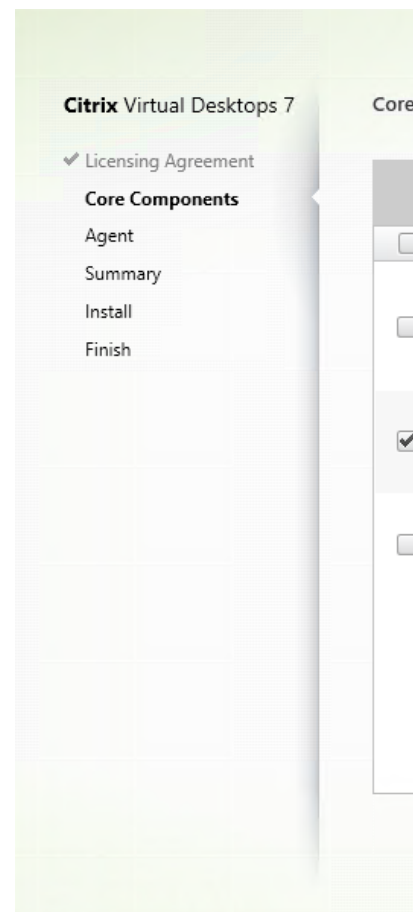 Citrix Virtual Desktops 7
Core
Licensing Agreement
Core Components
Agent
Summary
Install
Finish